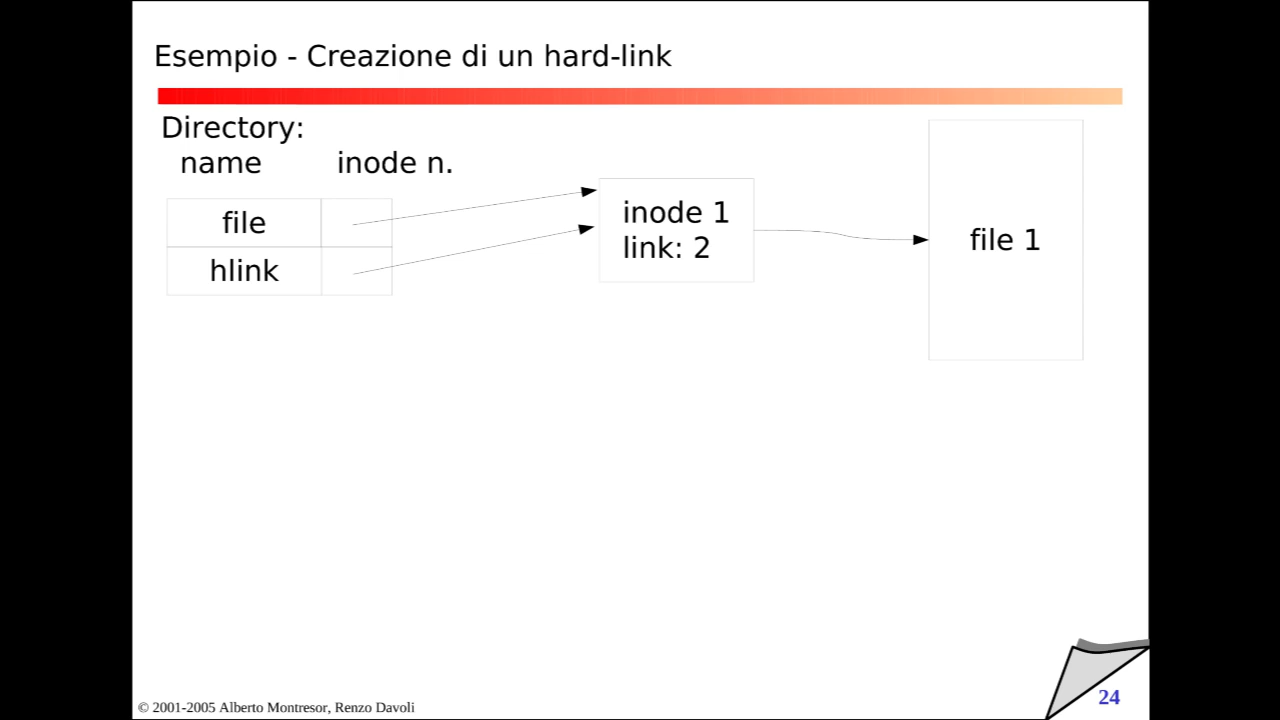 Esempio - Creazione di un hard-link
Directory:
name inode n.
file
hlink
inode 1
link: 2
file 1
© 2001-2005 Alberto Montresor, Renzo Davoli
24